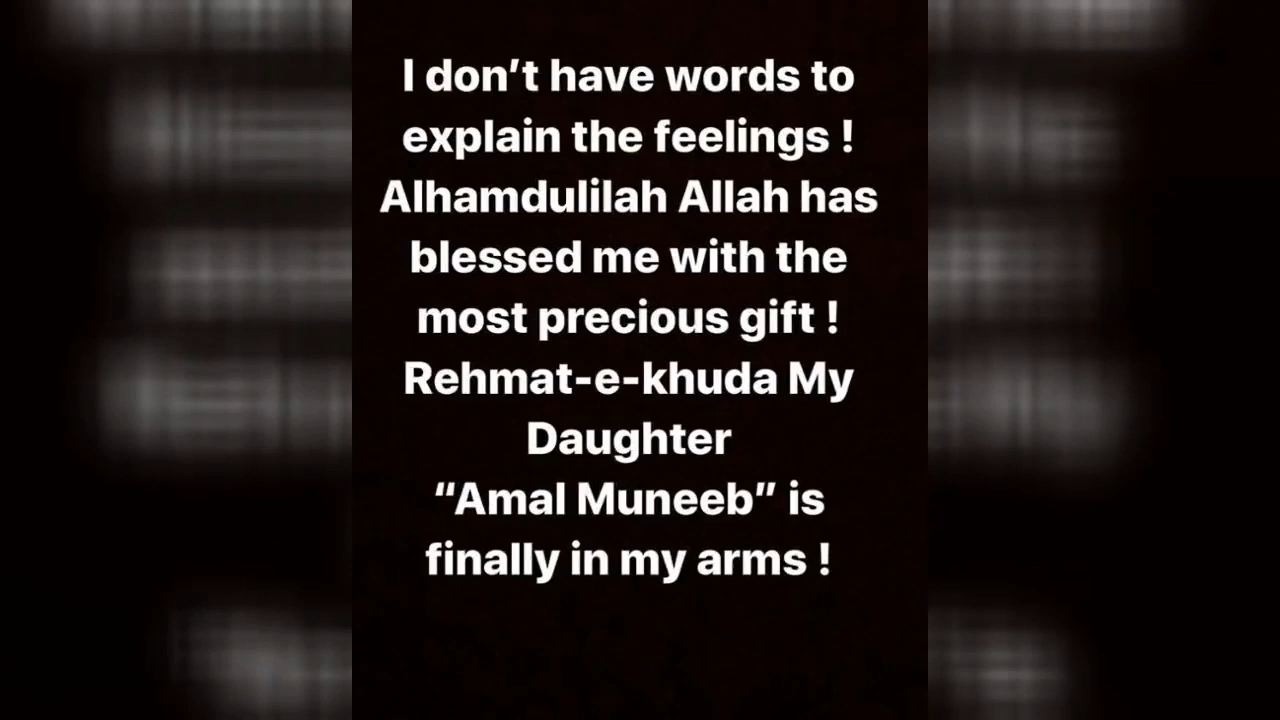 I don’t have words to
explain the feelings !
Alhamdulilah Allah has
blessed me with the
most precious gift !
Rehmat-e-khuda My
Daughter
“Amal Muneeb” is
finally in my arms !